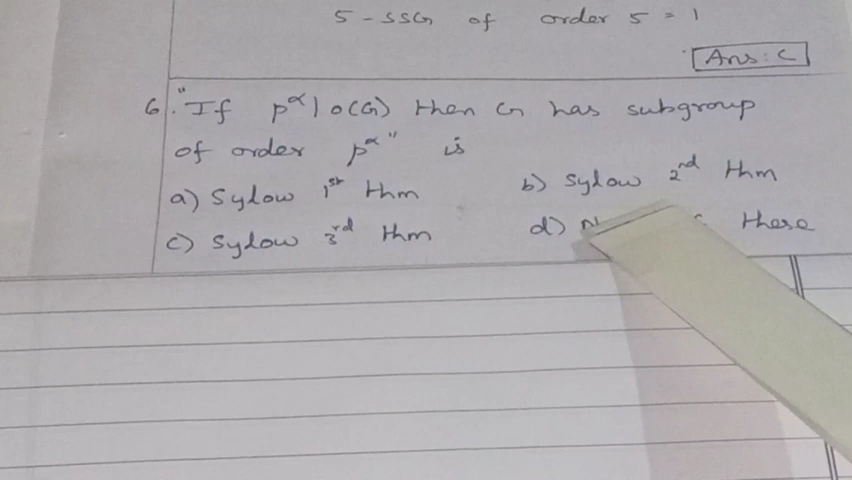 5 - SSG of order 5 = 1
Ans : C
6. "If p^α | o(G) then G has subgroup
of order p^α" is
a) Sylow 1st thm b) Sylow 2nd thm
c) Sylow 3rd thm d) these